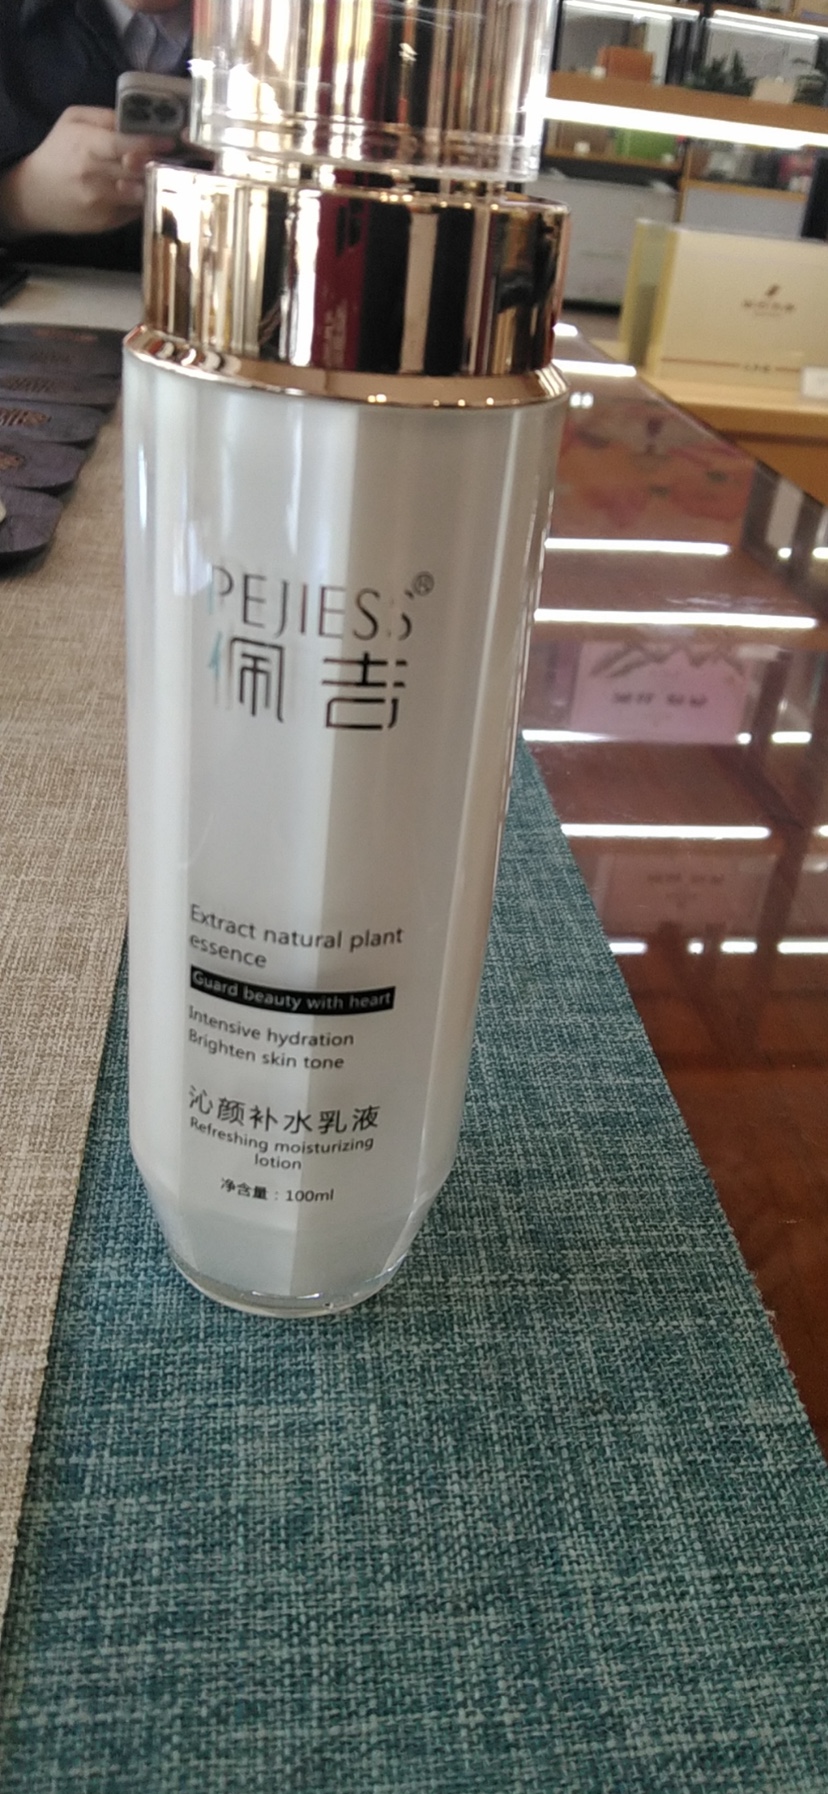 PEJIESS®
佩吉
Extract natural plant
essence
Guard beauty with heart
Intensive hydration
Brighten skin tone
沁颜补水乳液
Refreshing moisturizing
lotion
净含量：100ml